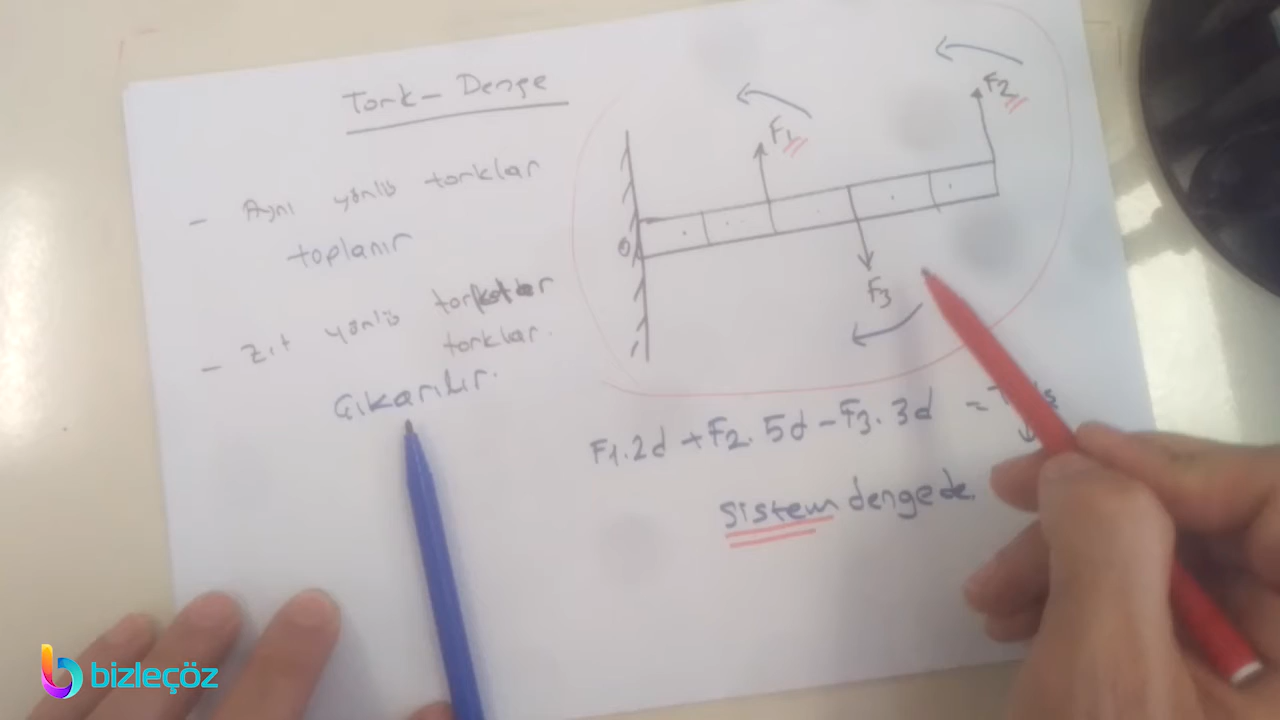 Tork- Denge
- Aynı yönlü torklar
toplanır
- Zıt yönlü
torklar.
Çıkarılır.
F1
F2
F3
O
F1.2d + F2.5d - F3.3d =
Sistem dengede.
bizleçöz